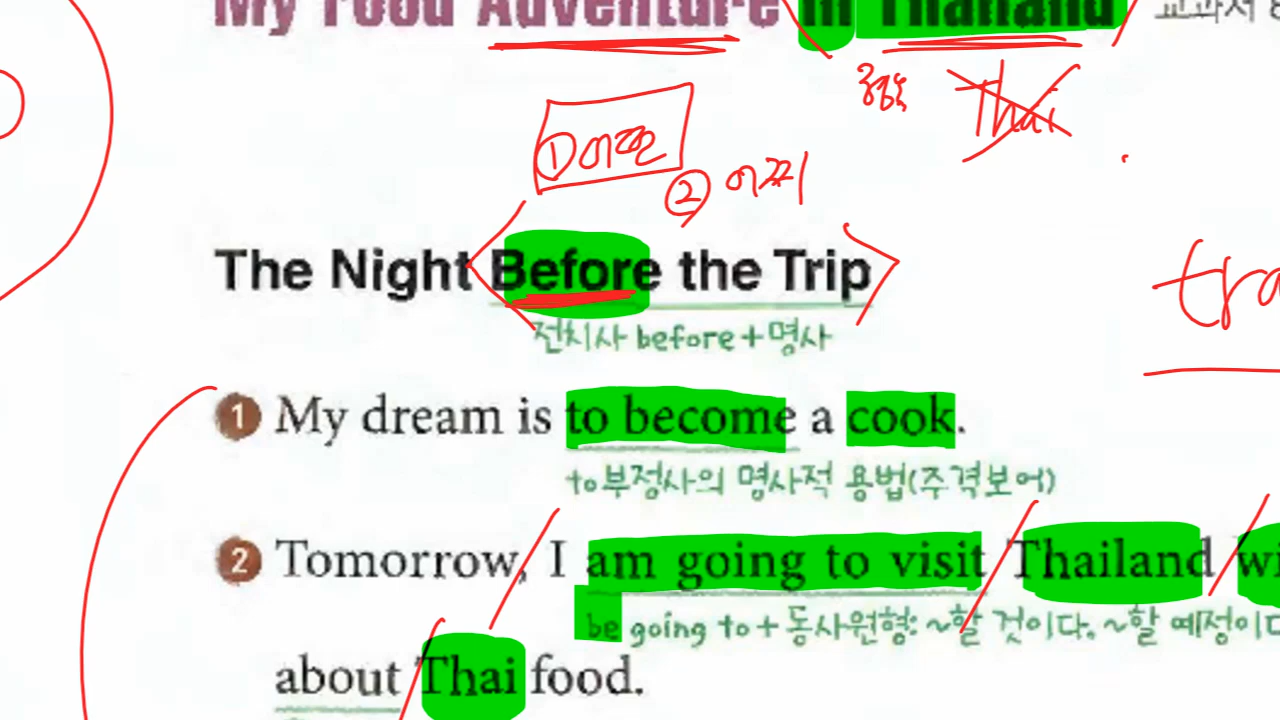 My Food Adventure in Thailand 교과서
Thai
①어떤
② 어찌
The Night Before the Trip
전치사 before+명사
1 My dream is to become a cook.
to부정사의 명사적 용법(주격보어)
2 Tomorrow, I am going to visit Thailand
be going to+동사원형: ~할 것이다, ~할 예정이다
about Thai food.